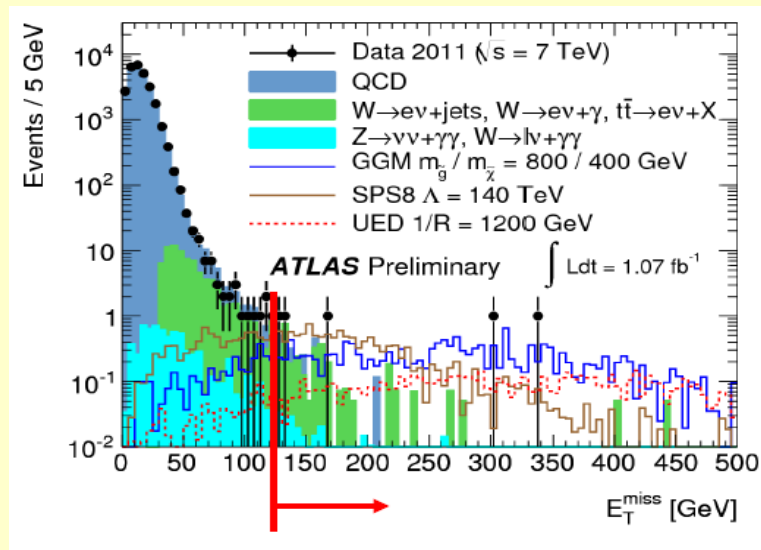 Events / 5 GeV
10⁴
10³
10²
10
1
10⁻¹
10⁻²
Data 2011 (√s = 7 TeV)
QCD
W→eν+jets, W→eν+γ, tt̄→eν+X
Z→νν+γγ, W→lν+γγ
GGM m_g̃ / m_χ̃ = 800 / 400 GeV
SPS8 Λ = 140 TeV
UED 1/R = 1200 GeV
ATLAS Preliminary ∫ Ldt = 1.07 fb⁻¹
0 50 100 150 200 250 300 350 400 450 500
E_T^miss [GeV]